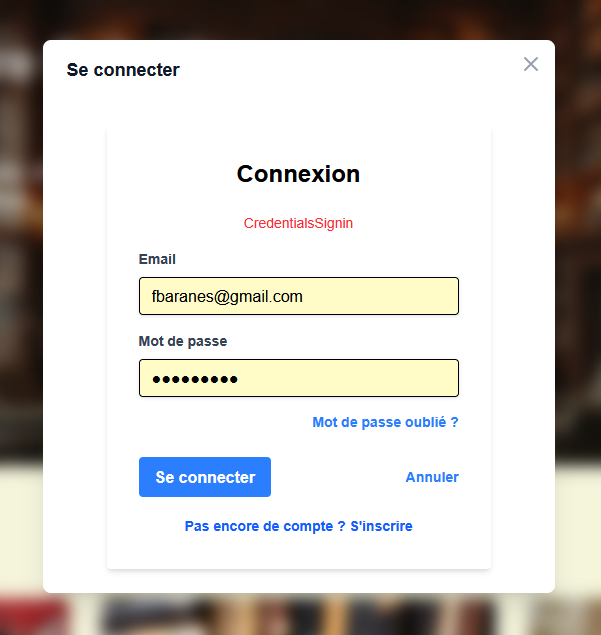 Se connecter
Connexion
CredentialsSignin
Email
fbaranes@gmail.com
Mot de passe
●●●●●●●●●
Mot de passe oublié ?
Se connecter
Annuler
Pas encore de compte ? S'inscrire